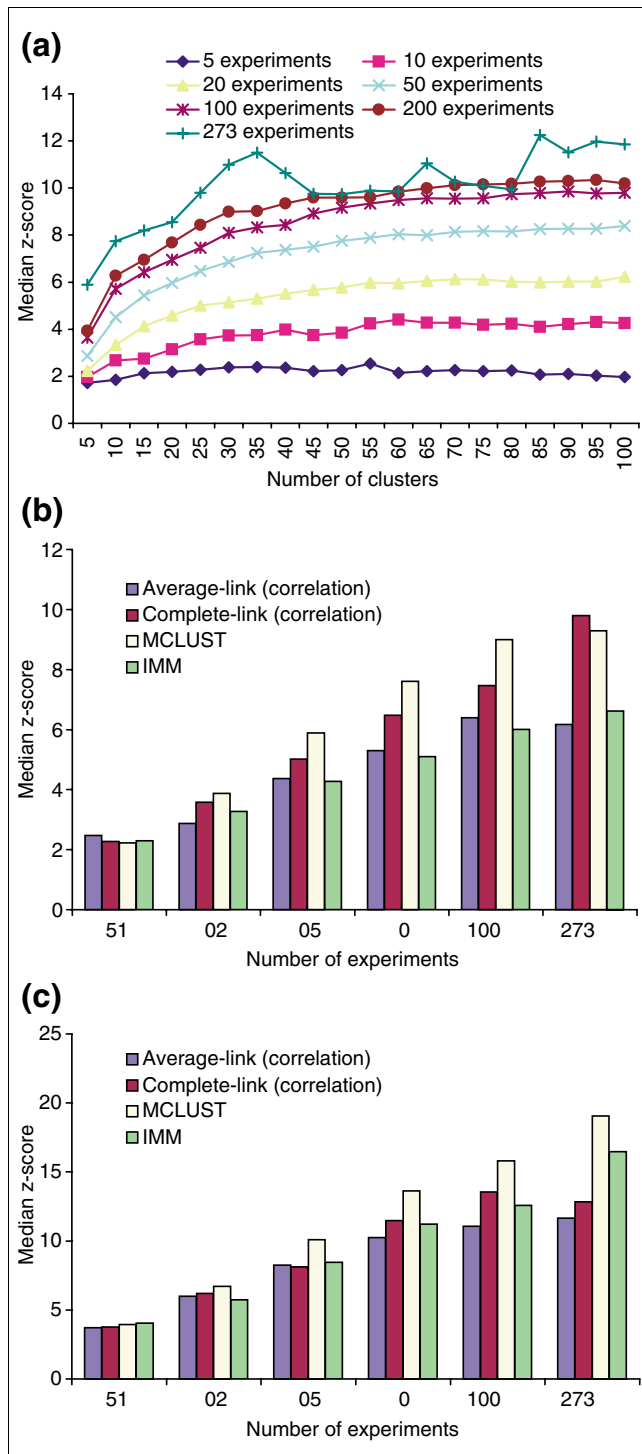 (a)
5 experiments 10 experiments
20 experiments 50 experiments
100 experiments 200 experiments
273 experiments
14
12
10
8
6
4
2
0
Median z-score
5 10 15 20 25 30 35 40 45 50 55 60 65 70 75 80 85 90 95 100
Number of clusters
(b)
12
10
8
6
4
2
0
Median z-score
Average-link (correlation)
Complete-link (correlation)
MCLUST
IMM
51 02 05 0 100 273
Number of experiments
(c)
25
20
15
10
5
0
Median z-score
Average-link (correlation)
Complete-link (correlation)
MCLUST
IMM
51 02 05 0 100 273
Number of experiments